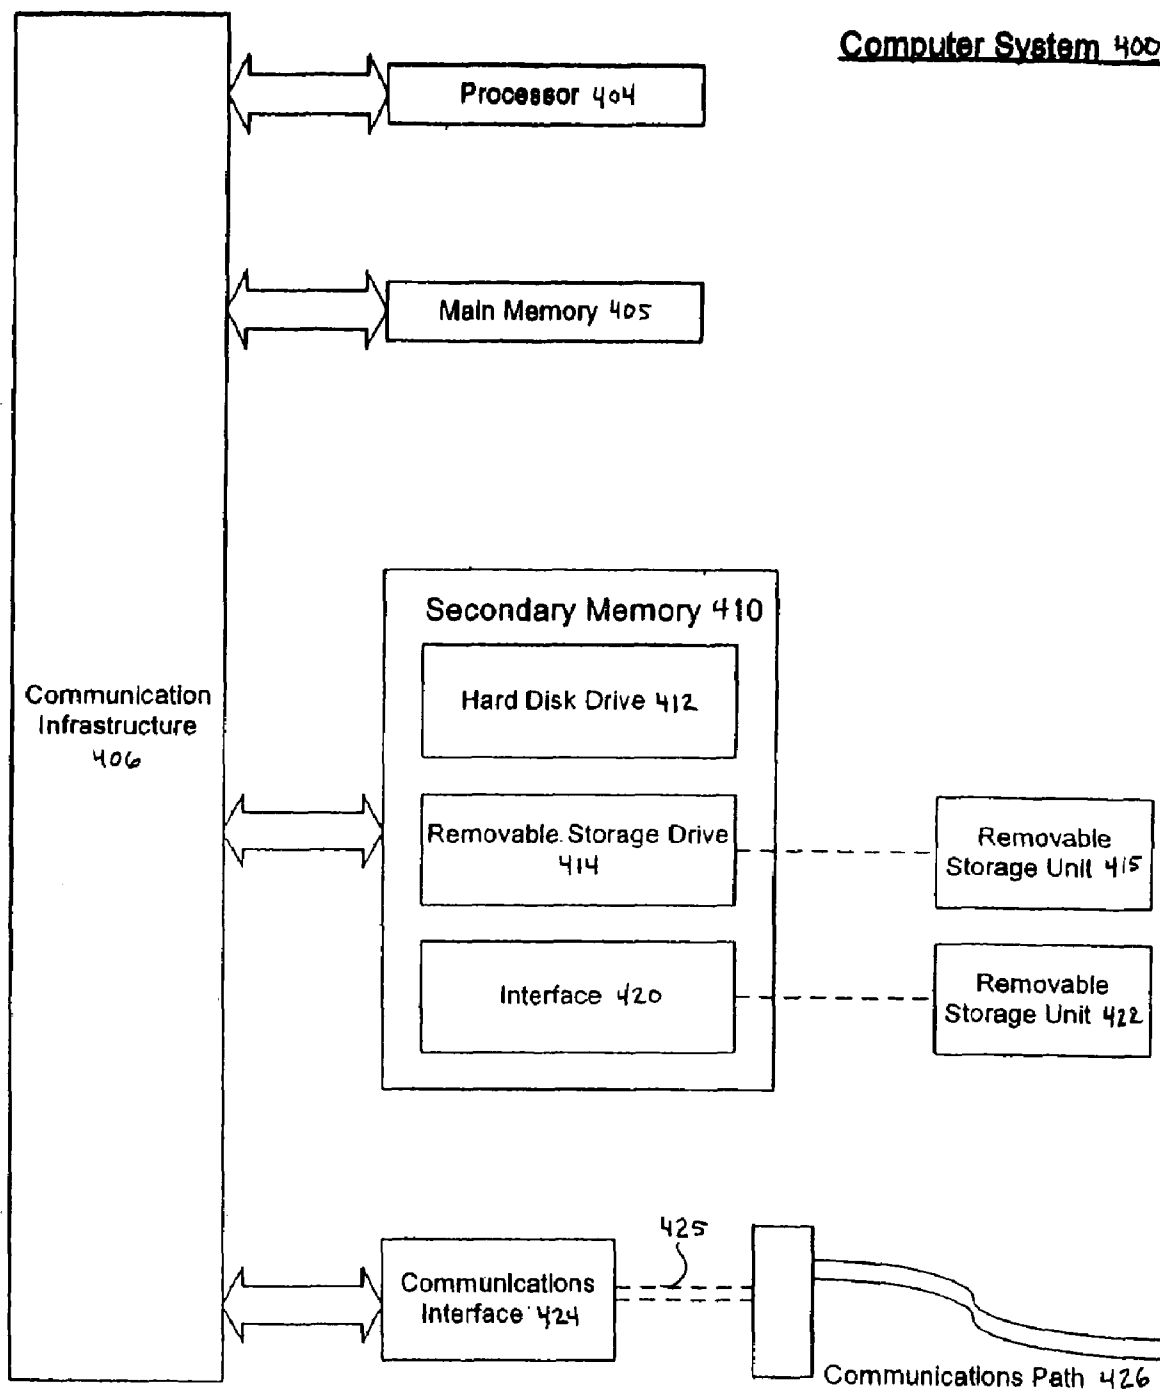 Computer System 400
Processor 404
Main Memory 405
Secondary Memory 410
Hard Disk Drive 412
Communication
Infrastructure
406
Removable Storage Drive
414
Removable
Storage Unit 415
Interface 420
Removable
Storage Unit 422
425
Communications
Interface 424
Communications Path 426